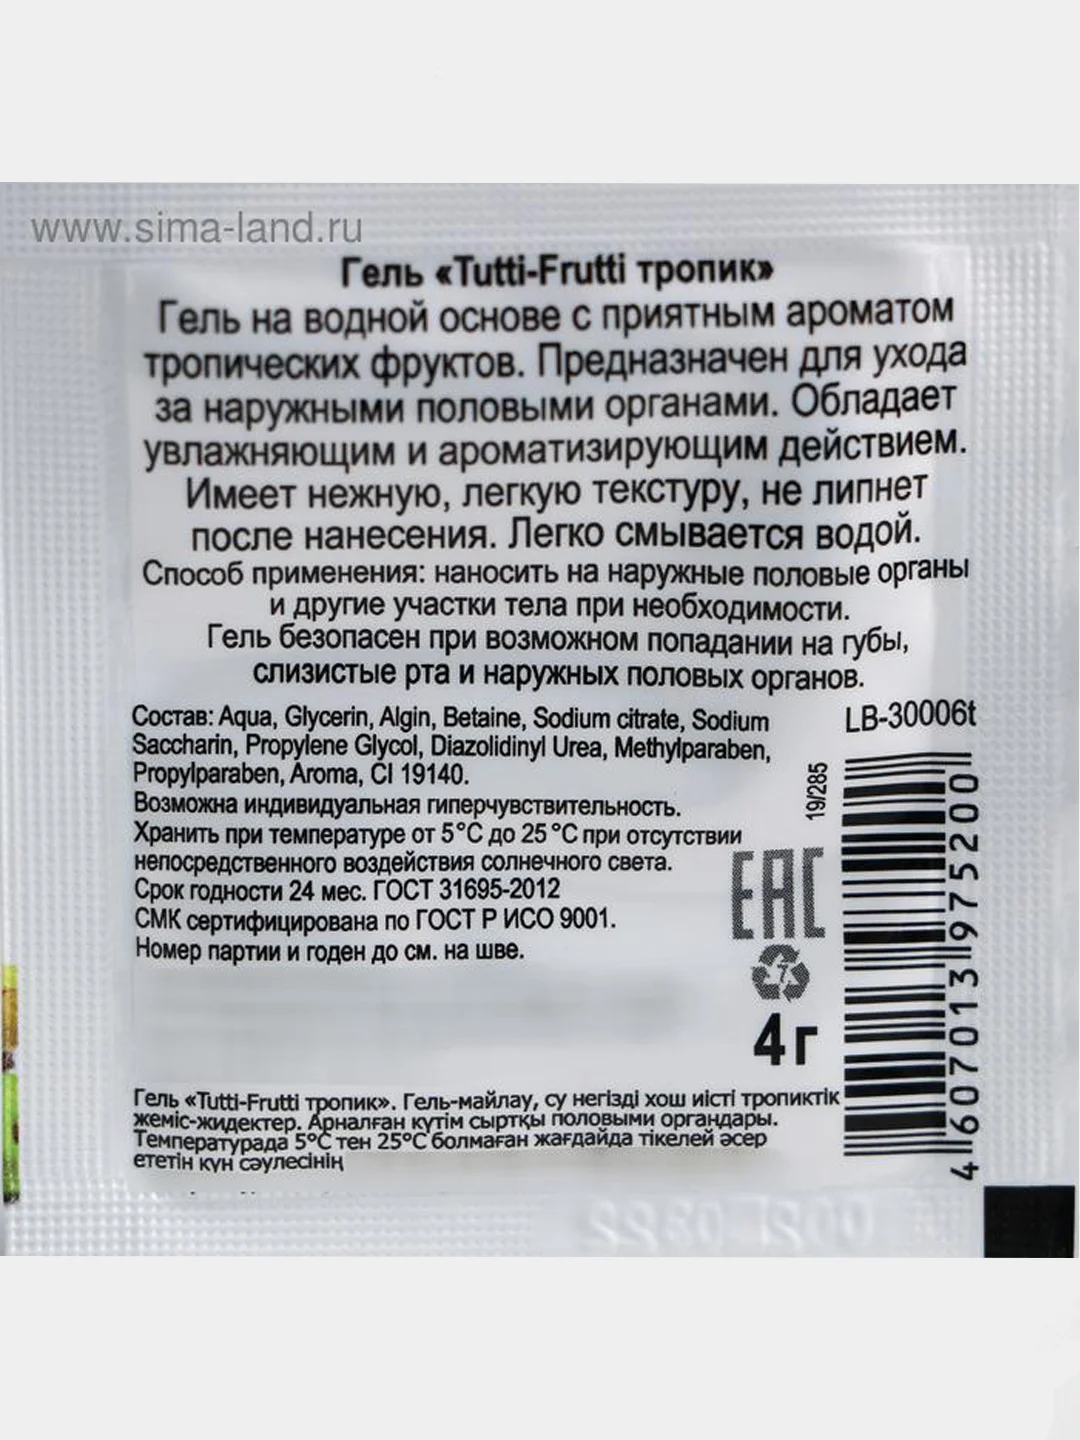 www.sima-land.ru
Гель «Tutti-Frutti тропик»
Гель на водной основе с приятным ароматом
тропических фруктов. Предназначен для ухода
за наружными половыми органами. Обладает
увлажняющим и ароматизирующим действием.
Имеет нежную, легкую текстуру, не липнет
после нанесения. Легко смывается водой.
Способ применения: наносить на наружные половые органы
и другие участки тела при необходимости.
Гель безопасен при возможном попадании на губы,
слизистые рта и наружных половых органов.
Состав: Aqua, Glycerin, Algin, Betaine, Sodium citrate, Sodium
Saccharin, Propylene Glycol, Diazolidinyl Urea, Methylparaben,
Propylparaben, Aroma, CI 19140.
Возможна индивидуальная гиперчувствительность.
Хранить при температуре от 5°C до 25°C при отсутствии
непосредственного воздействия солнечного света.
Срок годности 24 мес. ГОСТ 31695-2012
СМК сертифицирована по ГОСТ Р ИСО 9001.
Номер партии и годен до см. на шве.
LB-30006t
19/285
EAC
7
4 г
4607013975200
Гель «Tutti-Frutti тропик». Гель-майлау, су негізді хош иісті тропиктік
жеміс-жидектер. Арналған күтім сыртқы половыми органдары.
Температурада 5°C тен 25°C болмаған жағдайда тікелей әсер
ететін күн сәулесінің